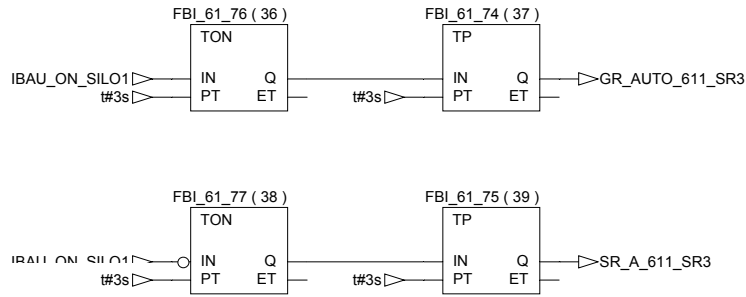 FBI_61_76 ( 36 ) FBI_61_74 ( 37 )
TON TP
IBAU_ON_SILO1 IN Q IN Q GR_AUTO_611_SR3
t#3s PT ET t#3s PT ET
FBI_61_77 ( 38 ) FBI_61_75 ( 39 )
TON TP
IBAU_ON_SILO1 IN Q IN Q SR_A_611_SR3
t#3s PT ET t#3s PT ET